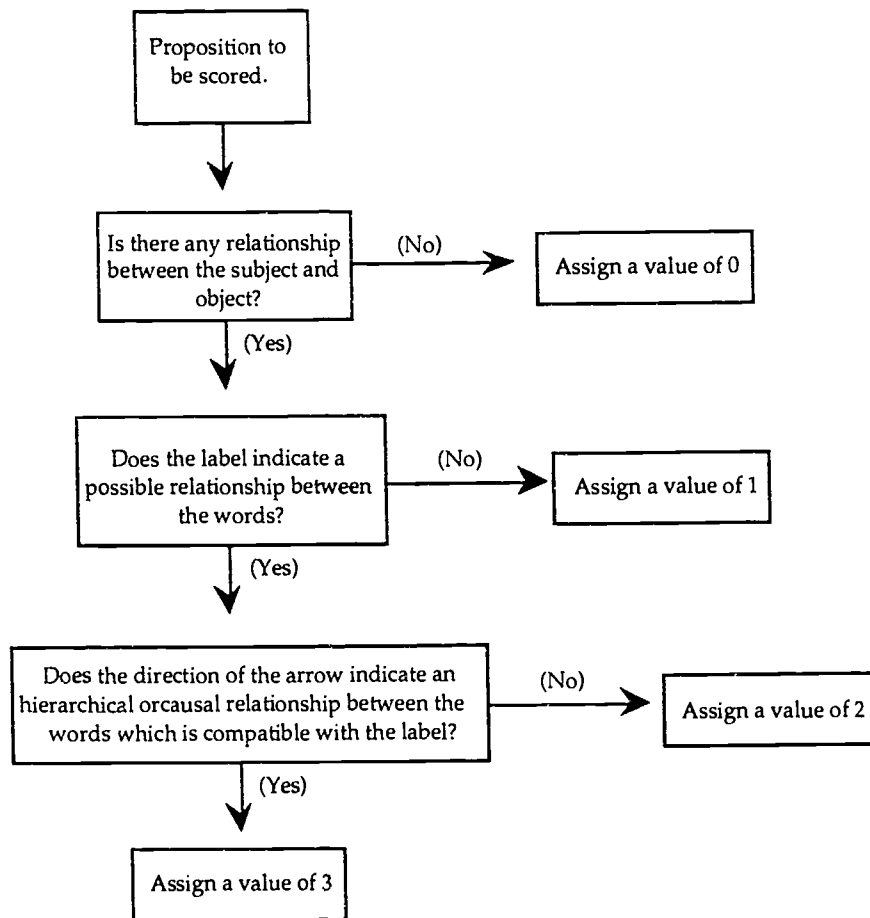 Proposition to
be scored.
Is there any relationship
between the subject and
object?
(No)
Assign a value of 0
(Yes)
Does the label indicate a
possible relationship between
the words?
(No)
Assign a value of 1
(Yes)
Does the direction of the arrow indicate an
hierarchical orcausal relationship between the
words which is compatible with the label?
(No)
Assign a value of 2
(Yes)
Assign a value of 3